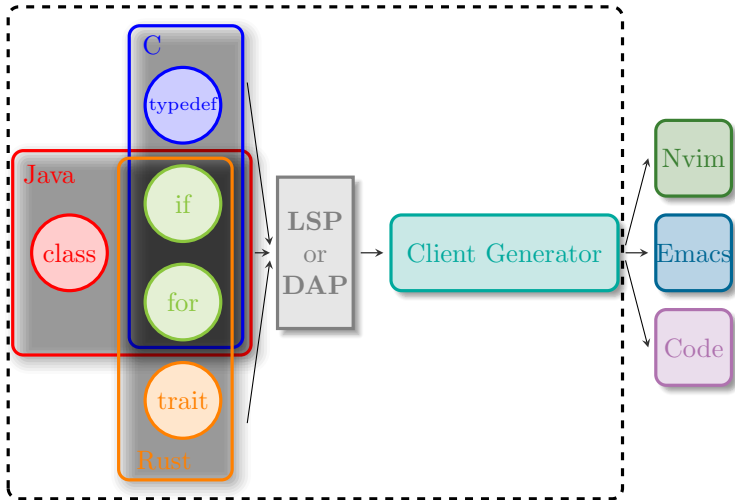 C
typedef
Java
if
class
for
trait
Rust
LSP
or
DAP
Client Generator
Nvim
Emacs
Code